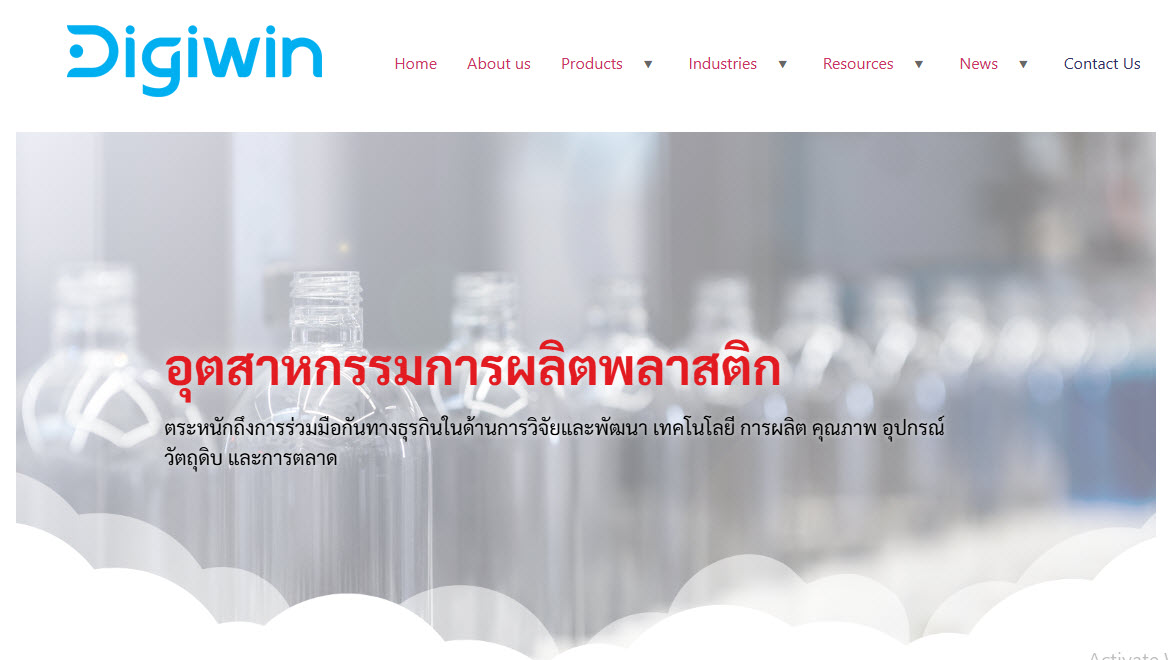 Digiwin
Home About us Products ▼ Industries ▼ Resources ▼ News ▼ Contact Us
อุตสาหกรรมการผลิตพลาสติก
ตระหนักถึงการร่วมมือกันทางธุรกินในด้านการวิจัยและพัฒนา เทคโนโลยี การผลิต คุณภาพ อุปกรณ์
วัตถุดิบ และการตลาด